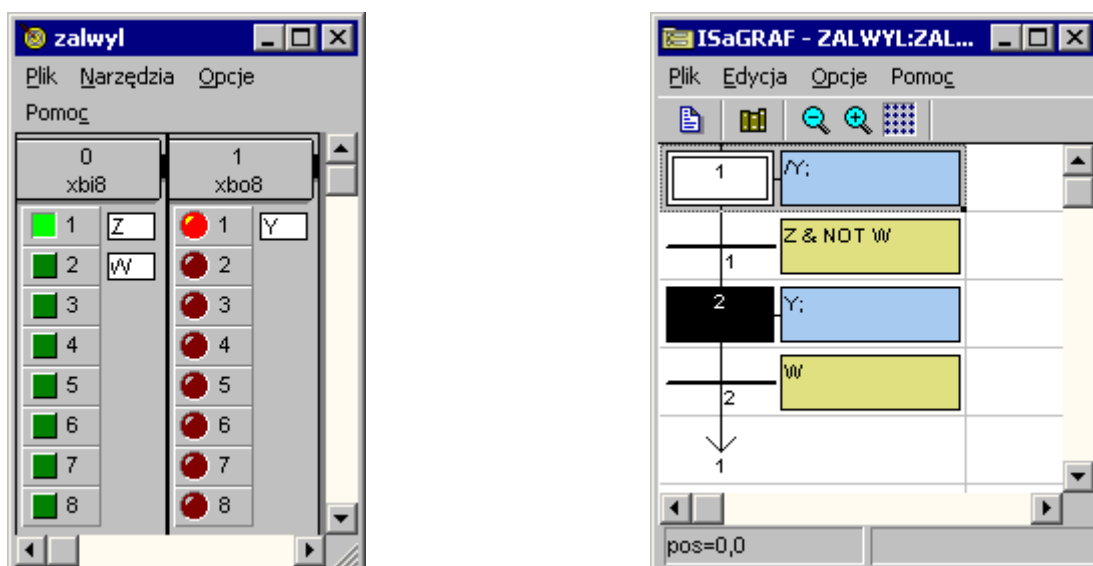 zalwyl
Plik Narzędzia Opcje
Pomoc
0
xbi8
1
xbo8
1 Z
2 W
3
4
5
6
7
8
1 Y
2
3
4
5
6
7
8
ISaGRAF - ZALWYL:ZAL...
Plik Edycja Opcje Pomoc
1
/Y;
Z & NOT W
1
2
Y;
W
2
1
pos=0,0